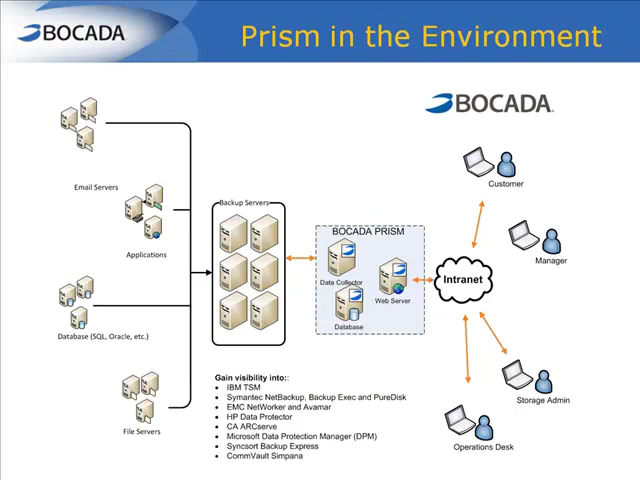 BOCADA
Prism in the Environment
BOCADA
Customer
Email Servers
Backup Servers
BOCADA PRISM
Applications
Manager
Data Collector
Intranet
Web Server
Database
Database (SQL, Oracle, etc.)
Gain visibility into::
• IBM TSM
• Symantec NetBackup, Backup Exec and PureDisk
• EMC NetWorker and Avamar
• HP Data Protector
• CA ARCserve
• Microsoft Data Protection Manager (DPM)
• Syncsort Backup Express
• CommVault Simpana
File Servers
Storage Admin
Operations Desk